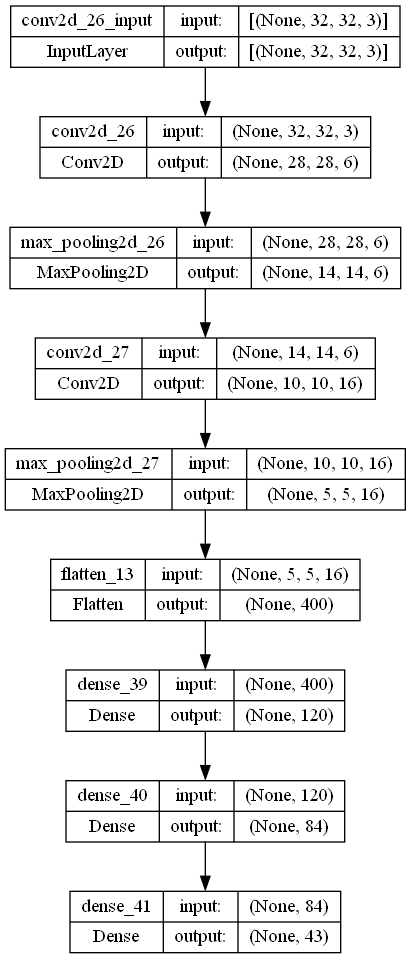 conv2d_26_input input: [(None, 32, 32, 3)]
InputLayer output: [(None, 32, 32, 3)]
conv2d_26 input: (None, 32, 32, 3)
Conv2D output: (None, 28, 28, 6)
max_pooling2d_26 input: (None, 28, 28, 6)
MaxPooling2D output: (None, 14, 14, 6)
conv2d_27 input: (None, 14, 14, 6)
Conv2D output: (None, 10, 10, 16)
max_pooling2d_27 input: (None, 10, 10, 16)
MaxPooling2D output: (None, 5, 5, 16)
flatten_13 input: (None, 5, 5, 16)
Flatten output: (None, 400)
dense_39 input: (None, 400)
Dense output: (None, 120)
dense_40 input: (None, 120)
Dense output: (None, 84)
dense_41 input: (None, 84)
Dense output: (None, 43)